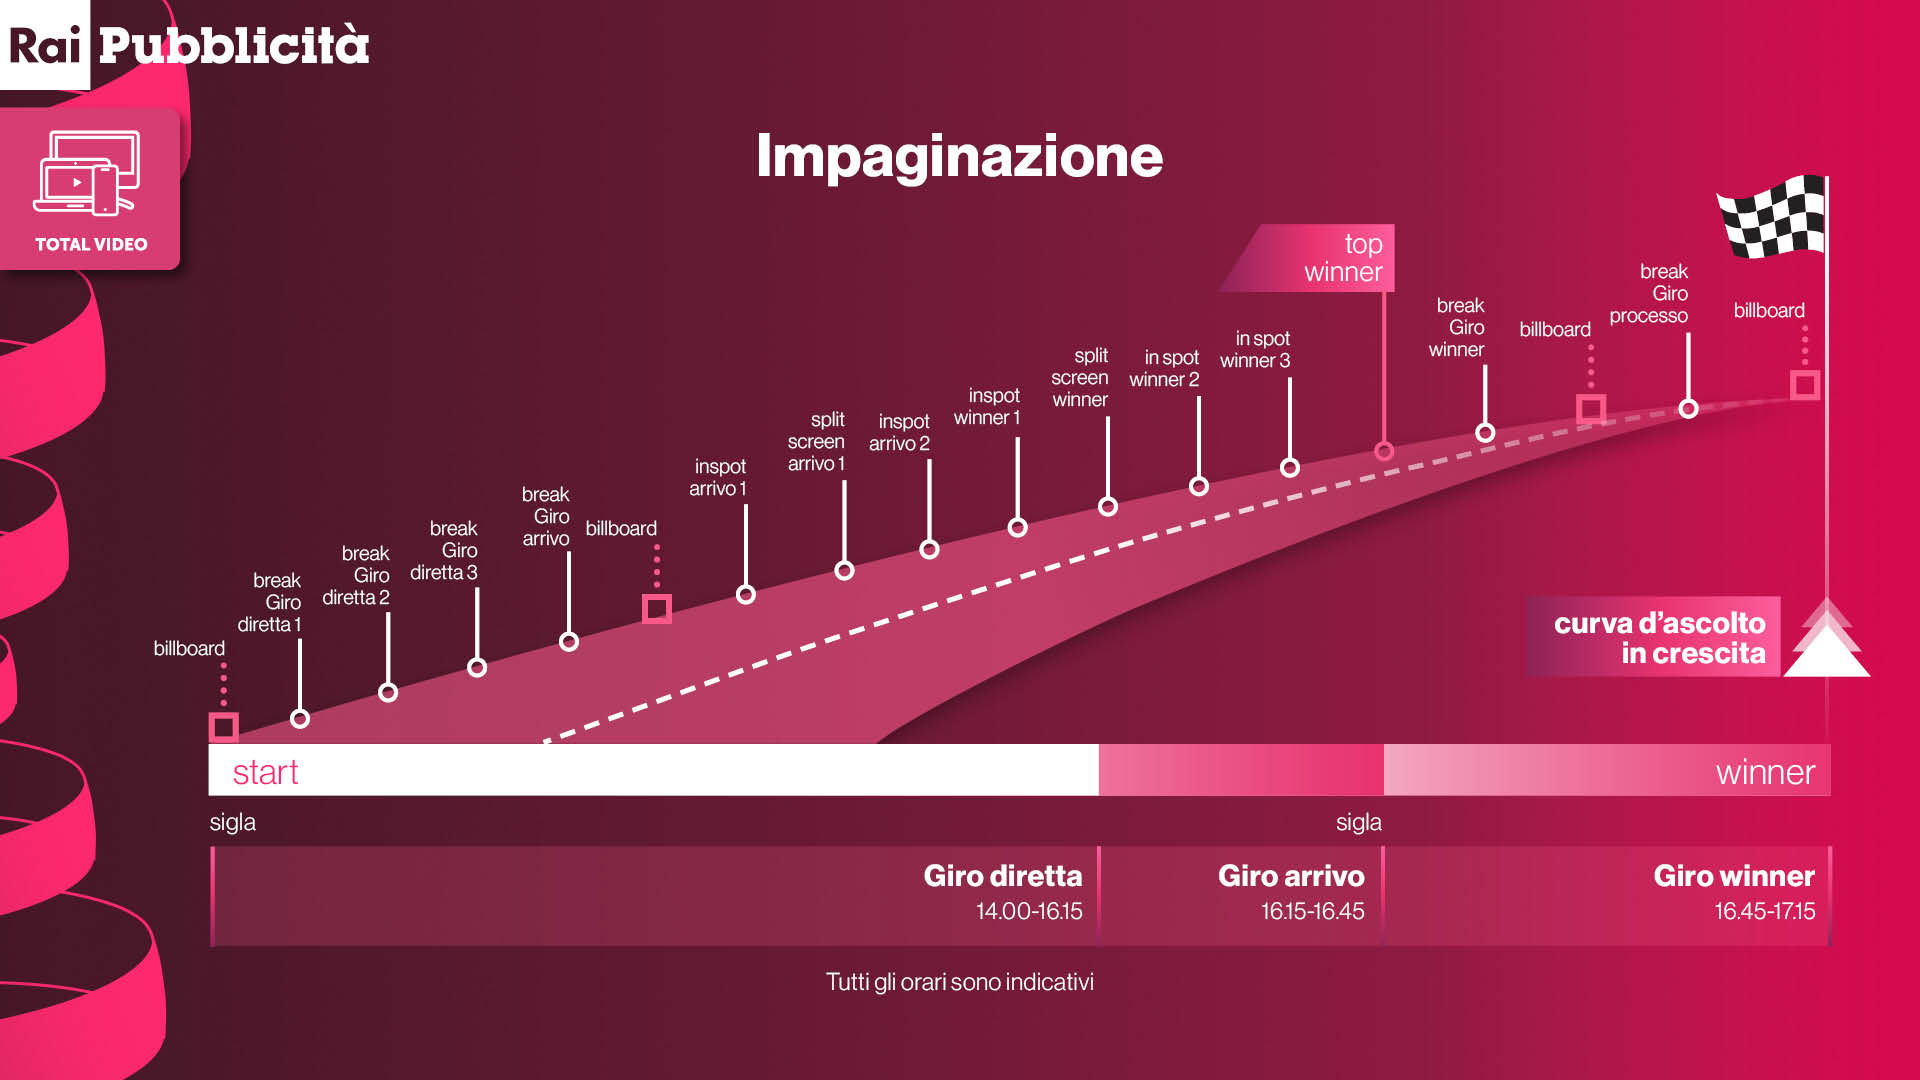 Rai Pubblicità
TOTAL VIDEO
Impaginazione
billboard
break
Giro
diretta 1
break
Giro
diretta 2
break
Giro
diretta 3
break
Giro
arrivo
billboard
inspot
arrivo 1
split
screen
arrivo 1
inspot
arrivo 2
inspot
winner 1
split
screen
winner
in spot
winner 2
in spot
winner 3
top
winner
break
Giro
winner
billboard
break
Giro
processo
billboard
curva d'ascolto
in crescita
start
winner
sigla
sigla
Giro diretta
14.00-16.15
Giro arrivo
16.15-16.45
Giro winner
16.45-17.15
Tutti gli orari sono indicativi